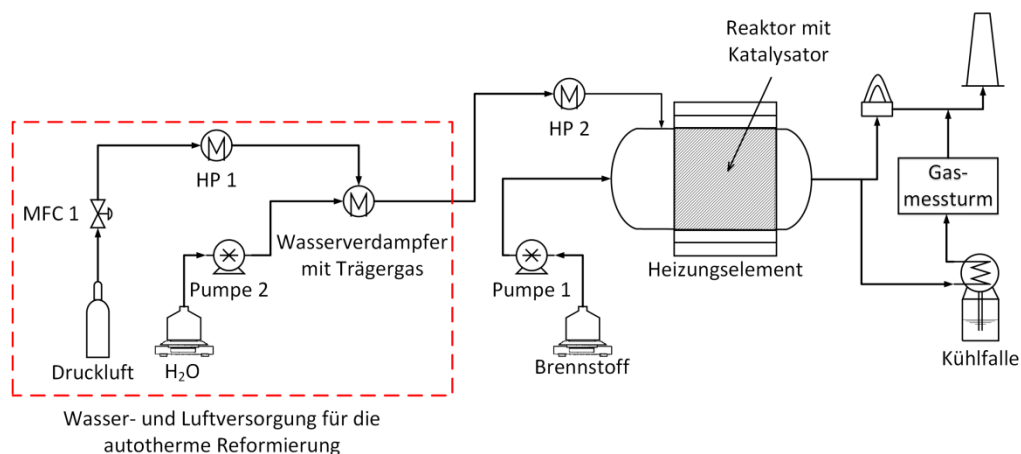 Reaktor mit
Katalysator
HP 2
HP 1
MFC 1
Wasserverdampfer
mit Trägergas
Gas-
messturm
Heizungselement
Pumpe 2
Pumpe 1
Druckluft
H₂O
Brennstoff
Kühlfalle
Wasser- und Luftversorgung für die
autotherme Reformierung